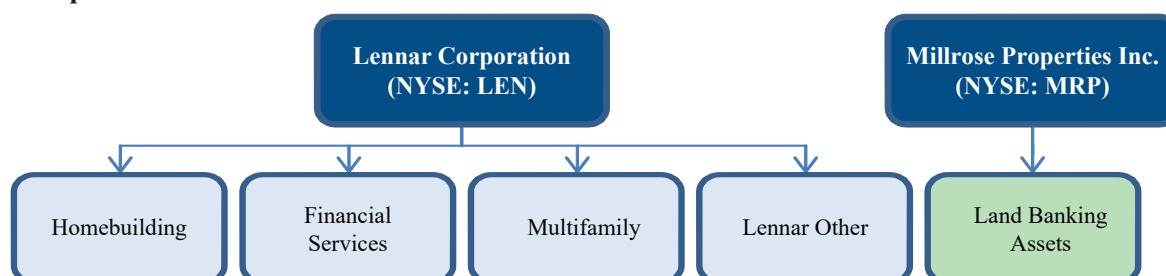 Lennar Corporation
(NYSE: LEN)
Millrose Properties Inc.
(NYSE: MRP)
Homebuilding
Financial
Services
Multifamily
Lennar Other
Land Banking
Assets